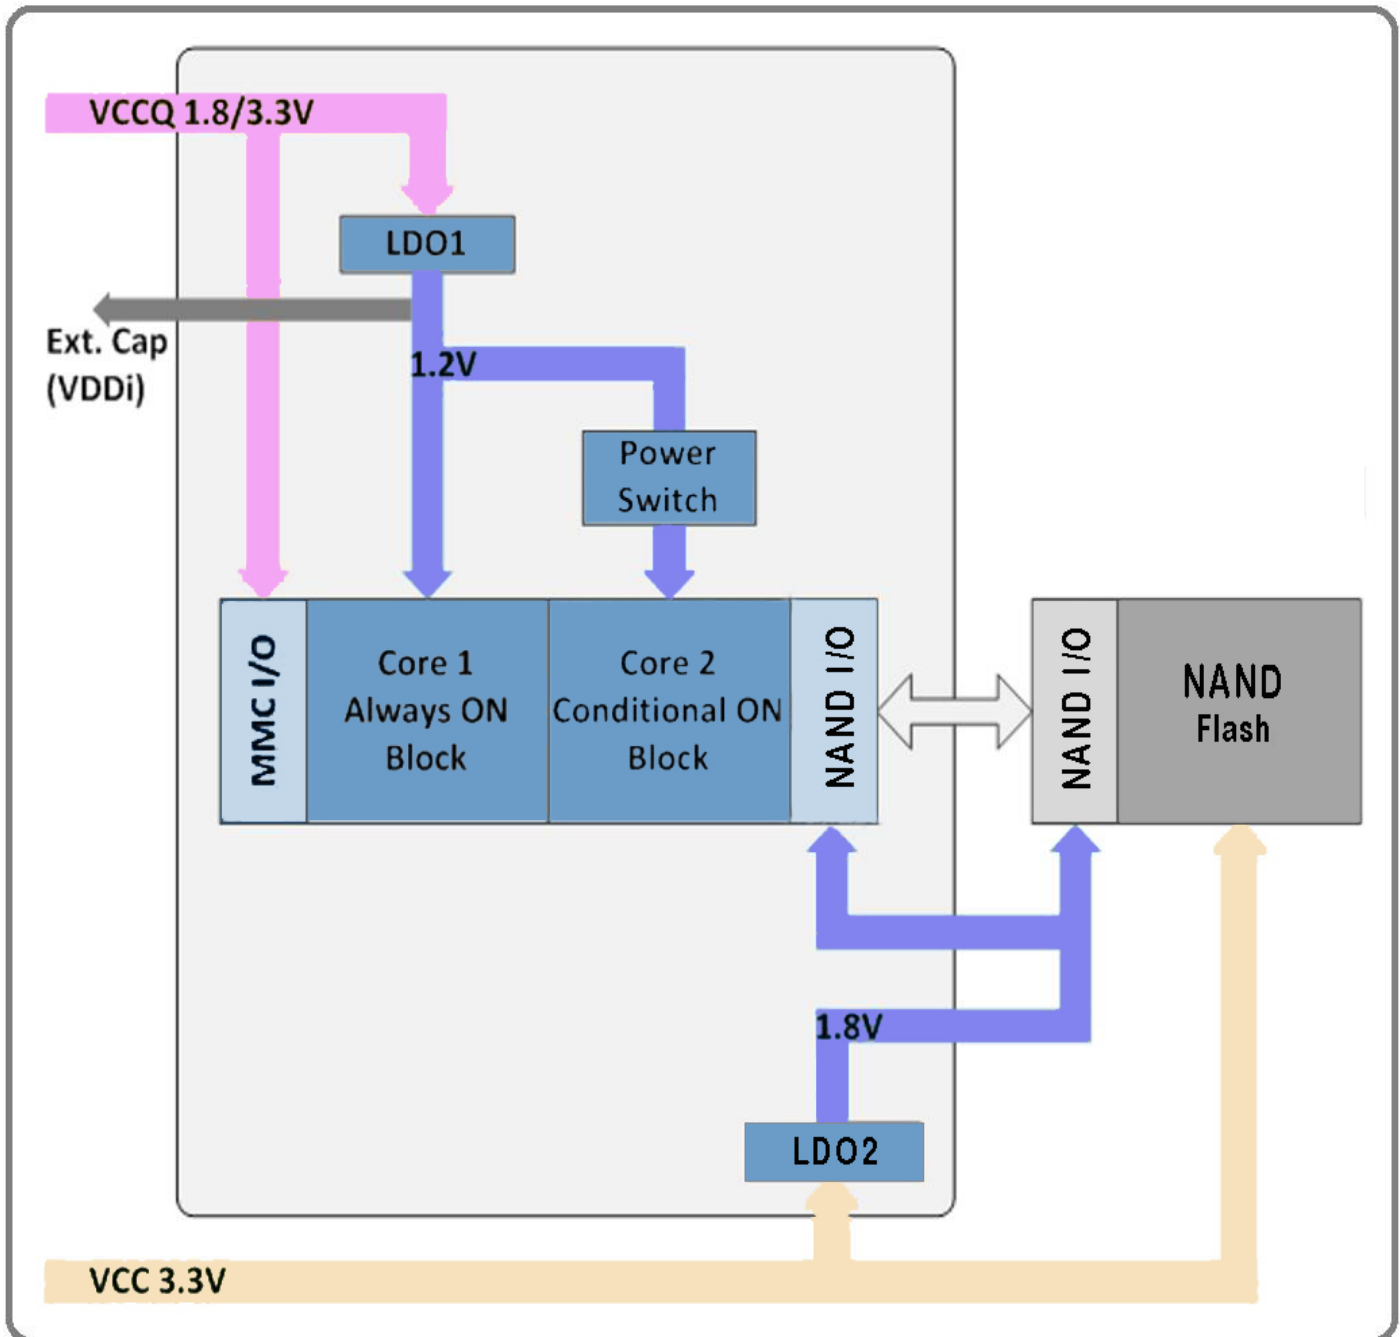 VCCQ 1.8/3.3V
LDO1
Ext. Cap
(VDDi)
1.2V
Power
Switch
MMC I/O
Core 1
Always ON
Block
Core 2
Conditional ON
Block
NAND I/O
NAND I/O
NAND
Flash
1.8V
LDO2
VCC 3.3V